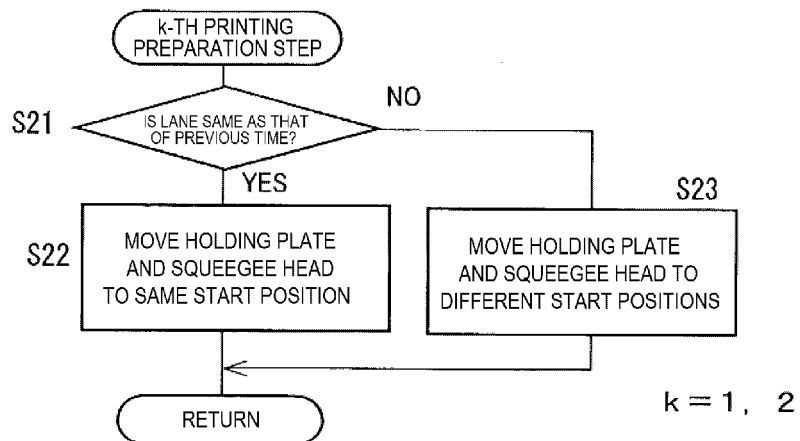 k-TH PRINTING
PREPARATION STEP
S21
IS LANE SAME AS THAT
OF PREVIOUS TIME?
NO
YES
S22
MOVE HOLDING PLATE
AND SQUEEGEE HEAD
TO SAME START POSITION
S23
MOVE HOLDING PLATE
AND SQUEEGEE HEAD TO
DIFFERENT START POSITIONS
RETURN
k = 1, 2